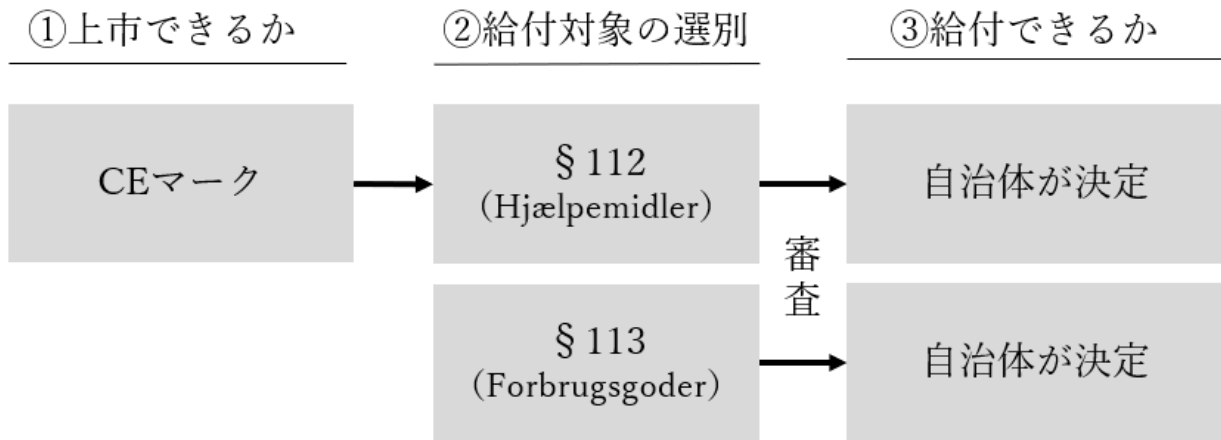 ①上市できるか
②給付対象の選別
③給付できるか
CEマーク
§112
(Hjælpemidler)
自治体が決定
審査
§113
(Forbrugsgoder)
自治体が決定